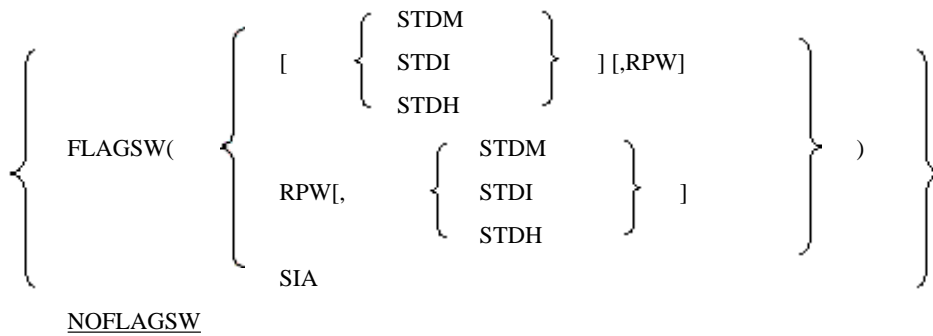 STDM
[ STDI ] [,RPW]
STDH
FLAGSW( )
STDM
RPW[, STDI ]
STDH
SIA
NOFLAGSW